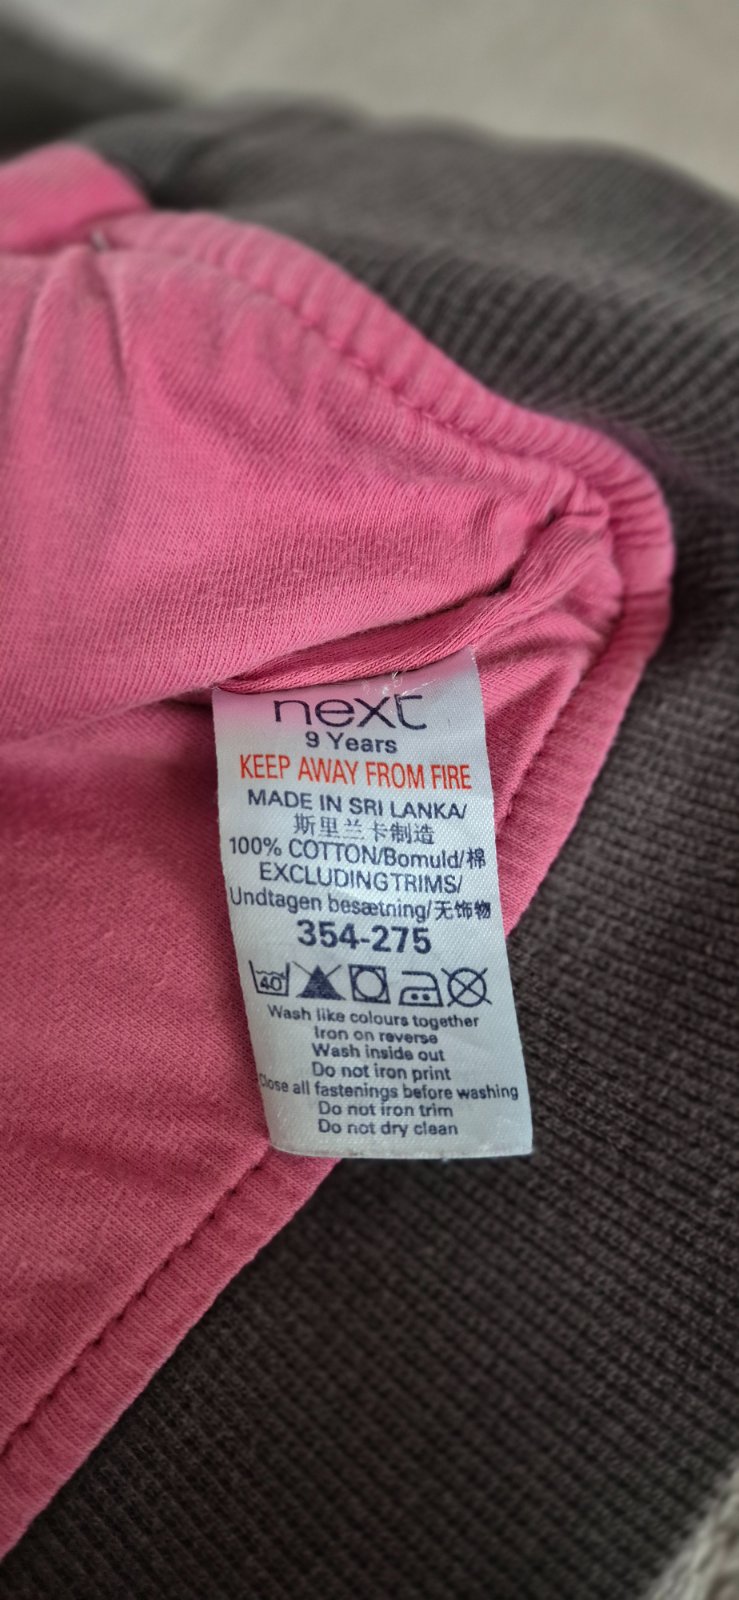 next
9 Years
KEEP AWAY FROM FIRE
MADE IN SRI LANKA/
斯里兰卡制造
100% COTTON/Bomuld/棉
EXCLUDING TRIMS/
Undtagen besætning/无饰物
354-275
40
Wash like colours together
Iron on reverse
Wash inside out
Do not iron print
Close all fastenings before washing
Do not iron trim
Do not dry clean